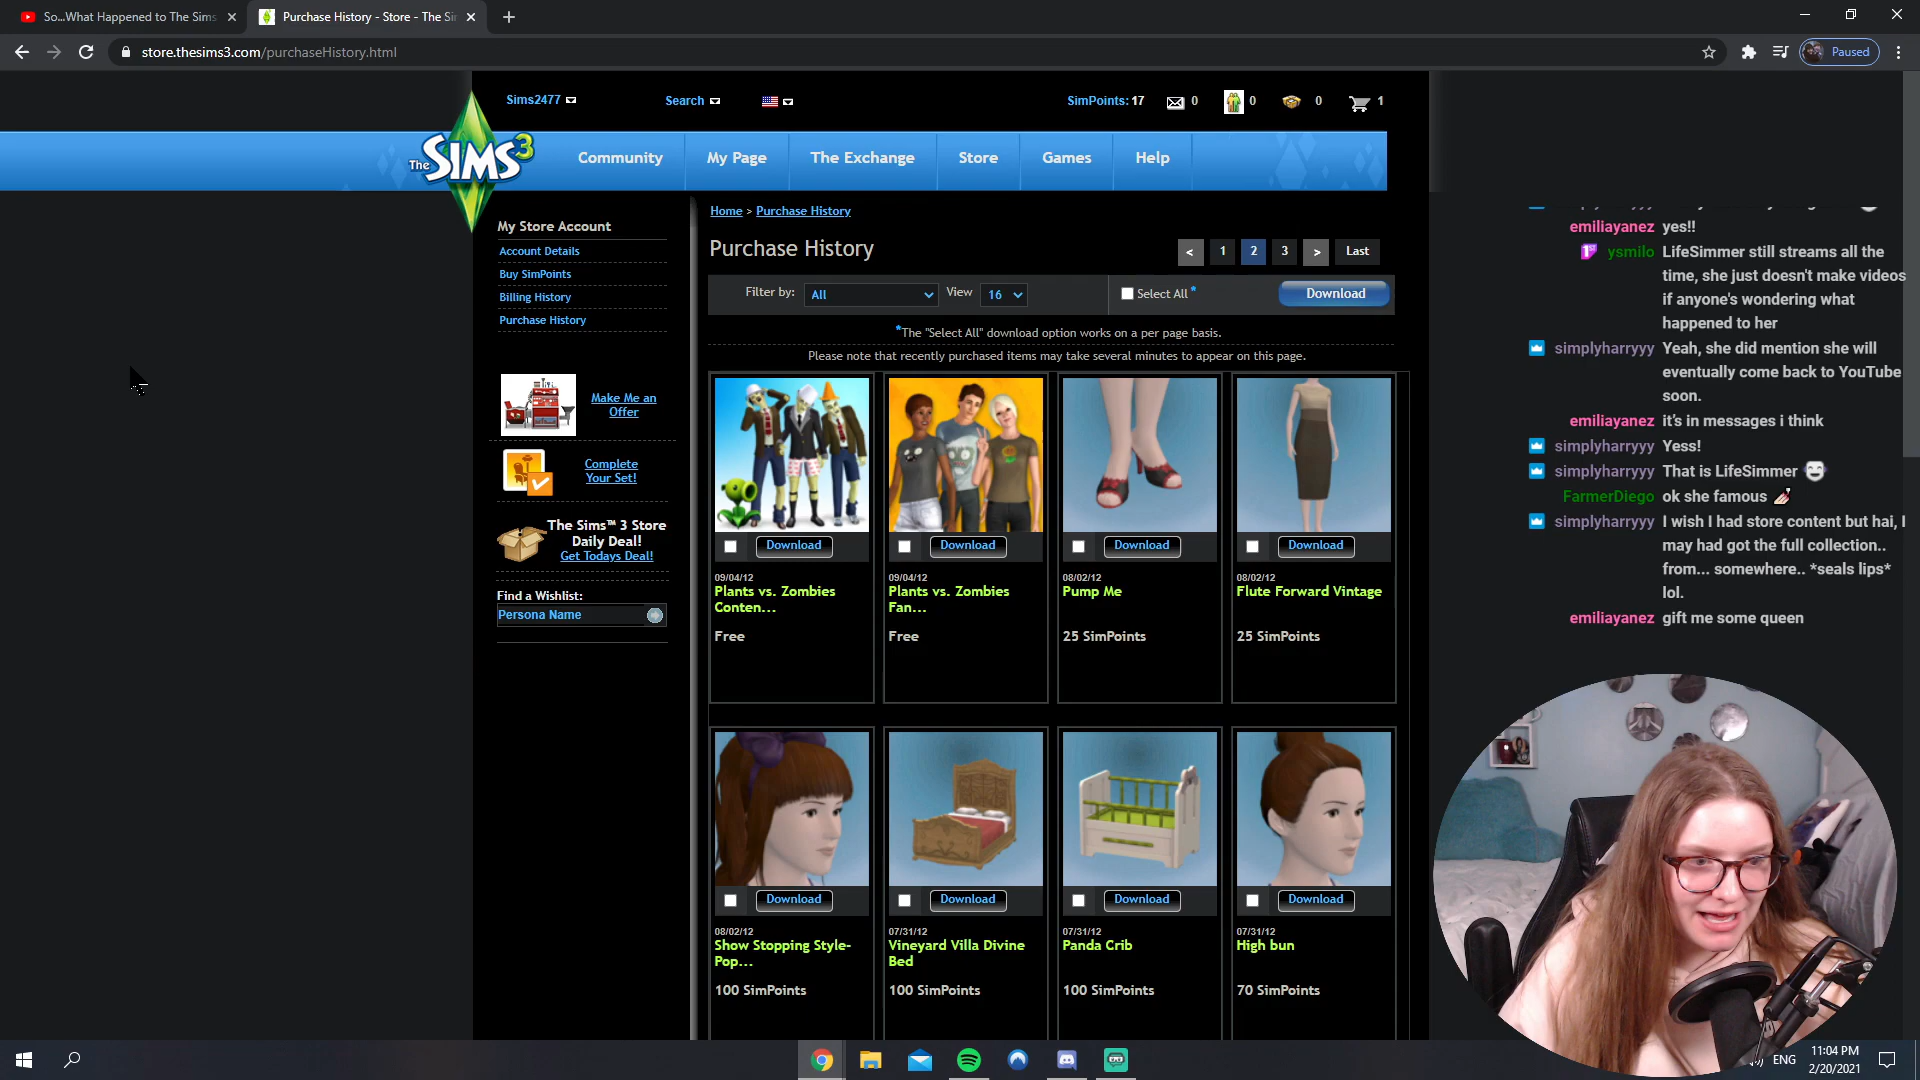 So...What Happened to The Sims
Purchase History - Store - The Si
store.thesims3.com/purchaseHistory.html
Paused
Sims2477
Search
SimPoints: 17
0
0
0
1
The SIMS 3
Community
My Page
The Exchange
Store
Games
Help
My Store Account
Account Details
Buy SimPoints
Billing History
Purchase History
Make Me an
Offer
Complete
Your Set!
The Sims™ 3 Store
Daily Deal!
Get Todays Deal!
Find a Wishlist:
Persona Name
Home > Purchase History
Purchase History
< 1 2 3 > Last
Filter by: All View 16 Select All * Download
*The "Select All" download option works on a per page basis.
Please note that recently purchased items may take several minutes to appear on this page.
Download Download Download Download
09/04/12
Plants vs. Zombies
Conten...
Free
09/04/12
Plants vs. Zombies
Fan...
Free
08/02/12
Pump Me
25 SimPoints
08/02/12
Flute Forward Vintage
25 SimPoints
Download Download Download Download
08/02/12
Show Stopping Style-
Pop...
100 SimPoints
07/31/12
Vineyard Villa Divine
Bed
100 SimPoints
07/31/12
Panda Crib
100 SimPoints
07/31/12
High bun
70 SimPoints
emiliayanez yes!!
1st ysmilo LifeSimmer still streams all the
time, she just doesn't make videos
if anyone's wondering what
happened to her
simplyharryyy Yeah, she did mention she will
eventually come back to YouTube
soon.
emiliayanez it's in messages i think
simplyharryyy Yess!
simplyharryyy That is LifeSimmer
FarmerDiego ok she famous
simplyharryyy I wish I had store content but hai, I
may had got the full collection..
from... somewhere.. *seals lips*
lol.
emiliayanez gift me some queen
ENG
11:04 PM
2/20/2021